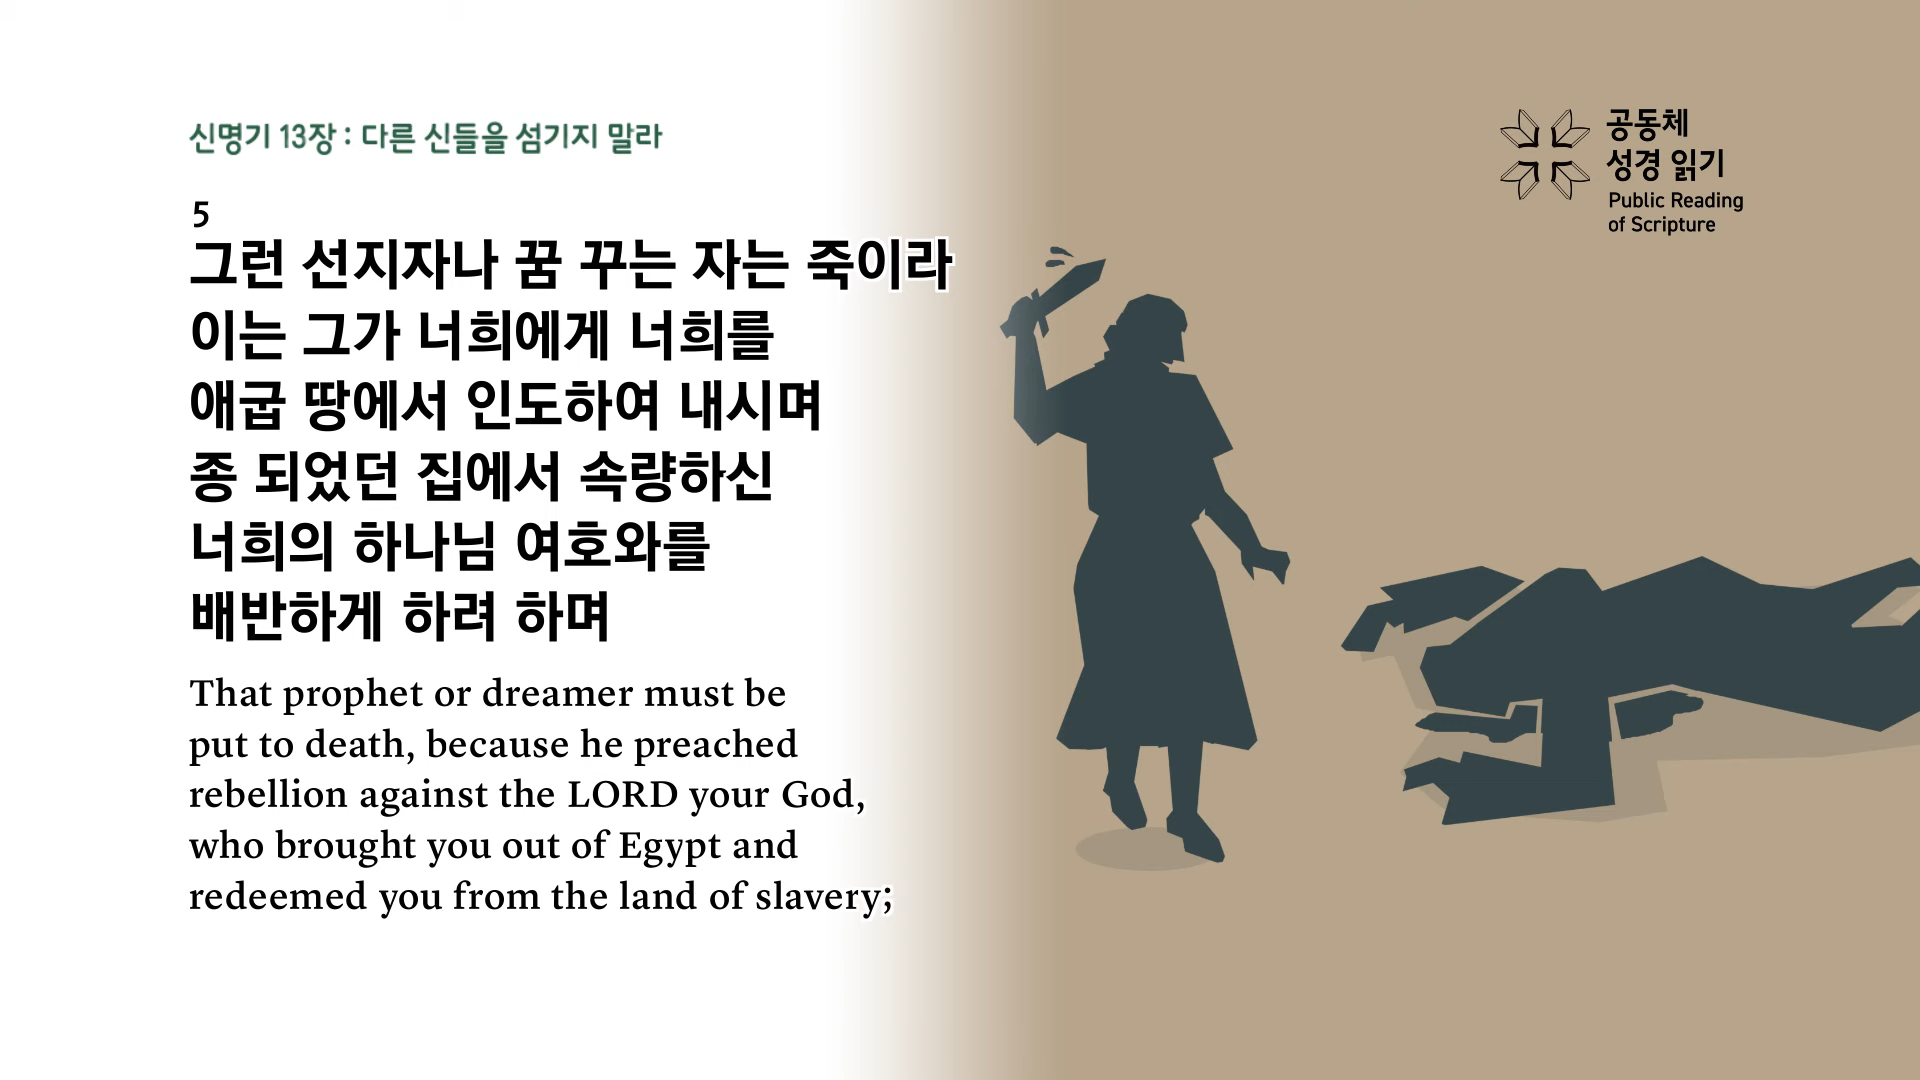 신명기 13장 : 다른 신들을 섬기지 말라
5
그런 선지자나 꿈 꾸는 자는 죽이라
이는 그가 너희에게 너희를
애굽 땅에서 인도하여 내시며
종 되었던 집에서 속량하신
너희의 하나님 여호와를
배반하게 하려 하며
That prophet or dreamer must be
put to death, because he preached
rebellion against the LORD your God,
who brought you out of Egypt and
redeemed you from the land of slavery;
공동체
성경 읽기
Public Reading
of Scripture